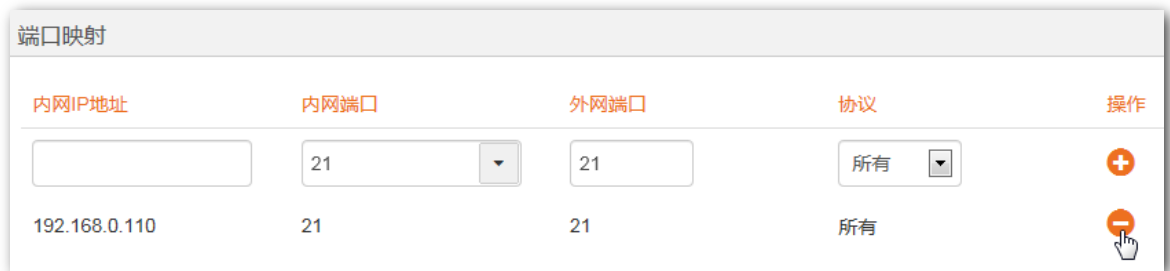 端口映射
内网IP地址 内网端口 外网端口 协议 操作
21 21 所有
192.168.0.110 21 21 所有